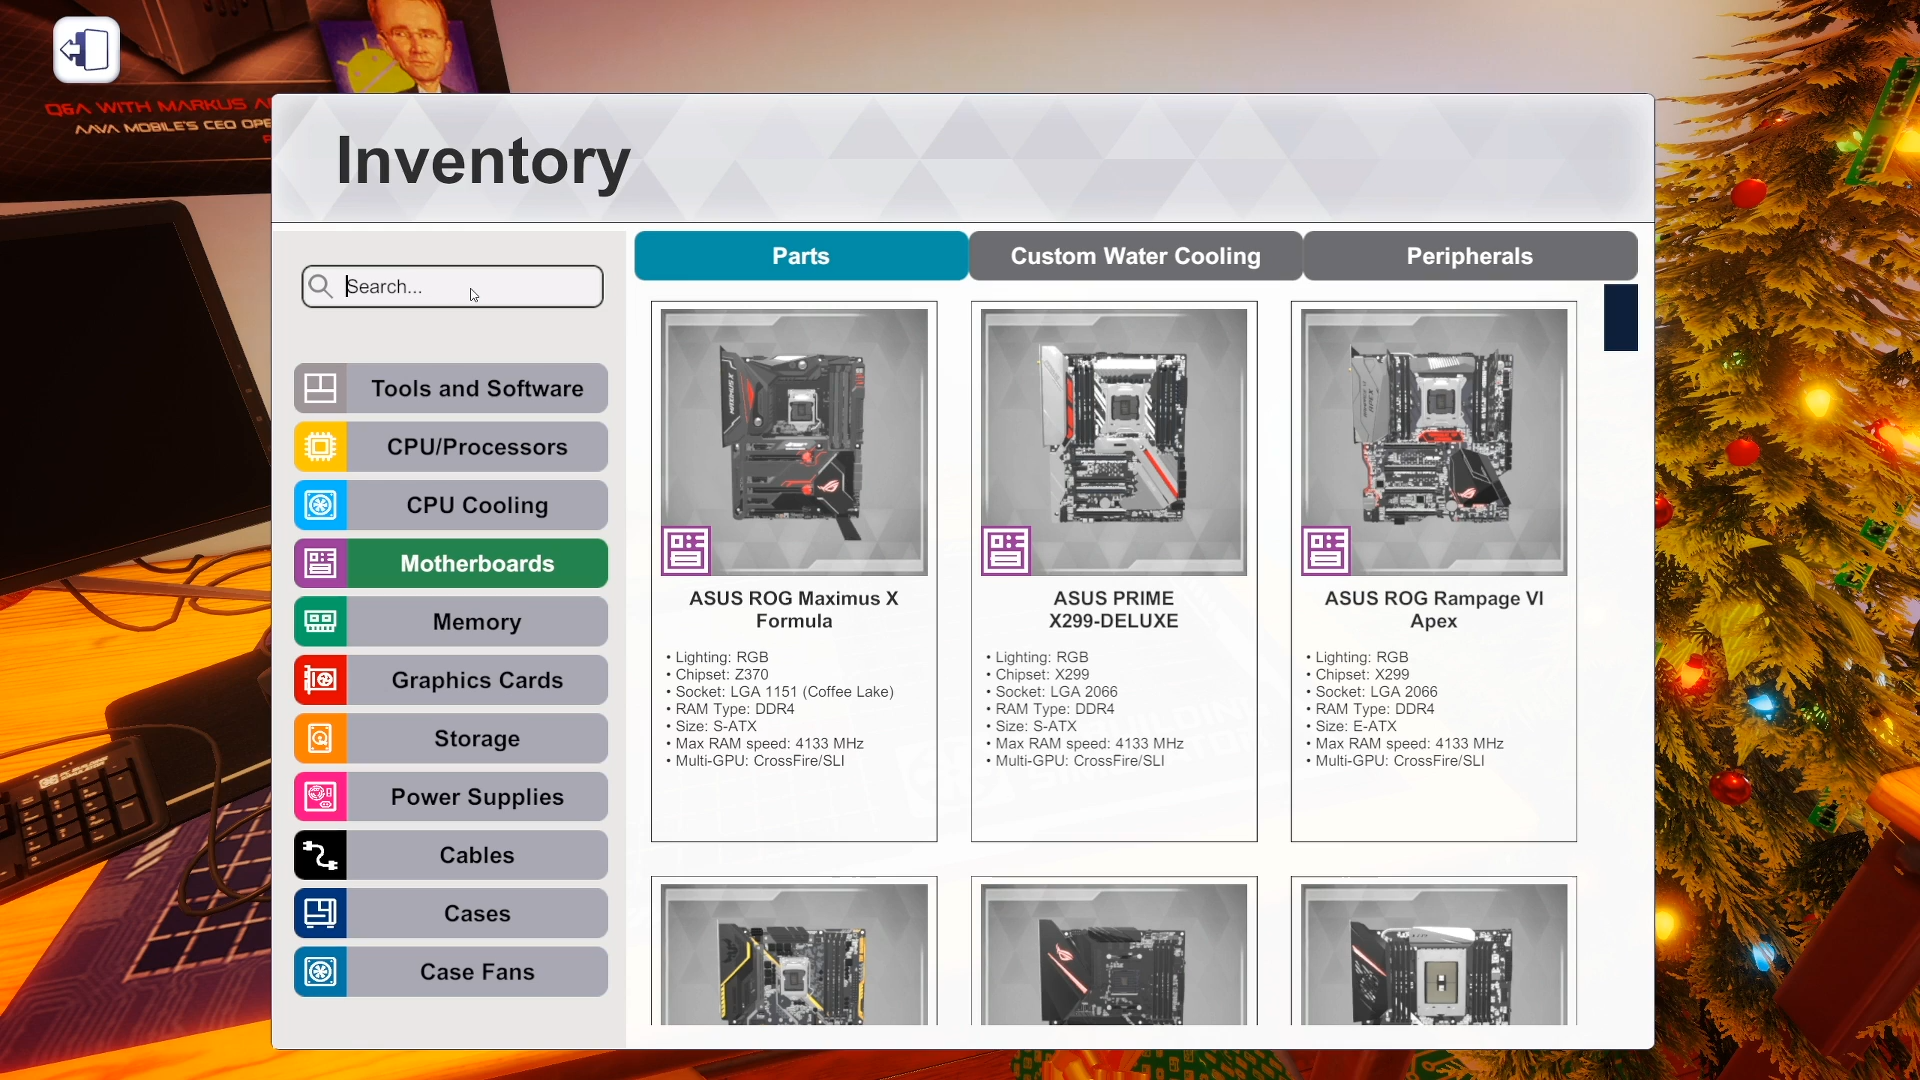 Q&A WITH MARKUS
AAVA MOBILE'S CEO OPE
Inventory
Search...
Parts
Custom Water Cooling
Peripherals
Tools and Software
CPU/Processors
CPU Cooling
Motherboards
Memory
Graphics Cards
Storage
Power Supplies
Cables
Cases
Case Fans
ASUS ROG Maximus X
Formula
• Lighting: RGB
• Chipset: Z370
• Socket: LGA 1151 (Coffee Lake)
• RAM Type: DDR4
• Size: S-ATX
• Max RAM speed: 4133 MHz
• Multi-GPU: CrossFire/SLI
ASUS PRIME
X299-DELUXE
• Lighting: RGB
• Chipset: X299
• Socket: LGA 2066
• RAM Type: DDR4
• Size: S-ATX
• Max RAM speed: 4133 MHz
• Multi-GPU: CrossFire/SLI
ASUS ROG Rampage VI
Apex
• Lighting: RGB
• Chipset: X299
• Socket: LGA 2066
• RAM Type: DDR4
• Size: E-ATX
• Max RAM speed: 4133 MHz
• Multi-GPU: CrossFire/SLI